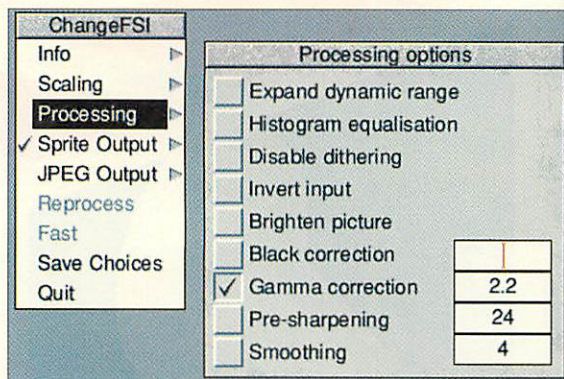 ChangeFSI
Info
Scaling
Processing
Sprite Output
JPEG Output
Reprocess
Fast
Save Choices
Quit
Processing options
Expand dynamic range
Histogram equalisation
Disable dithering
Invert input
Brighten picture
Black correction
Gamma correction 2.2
Pre-sharpening 24
Smoothing 4